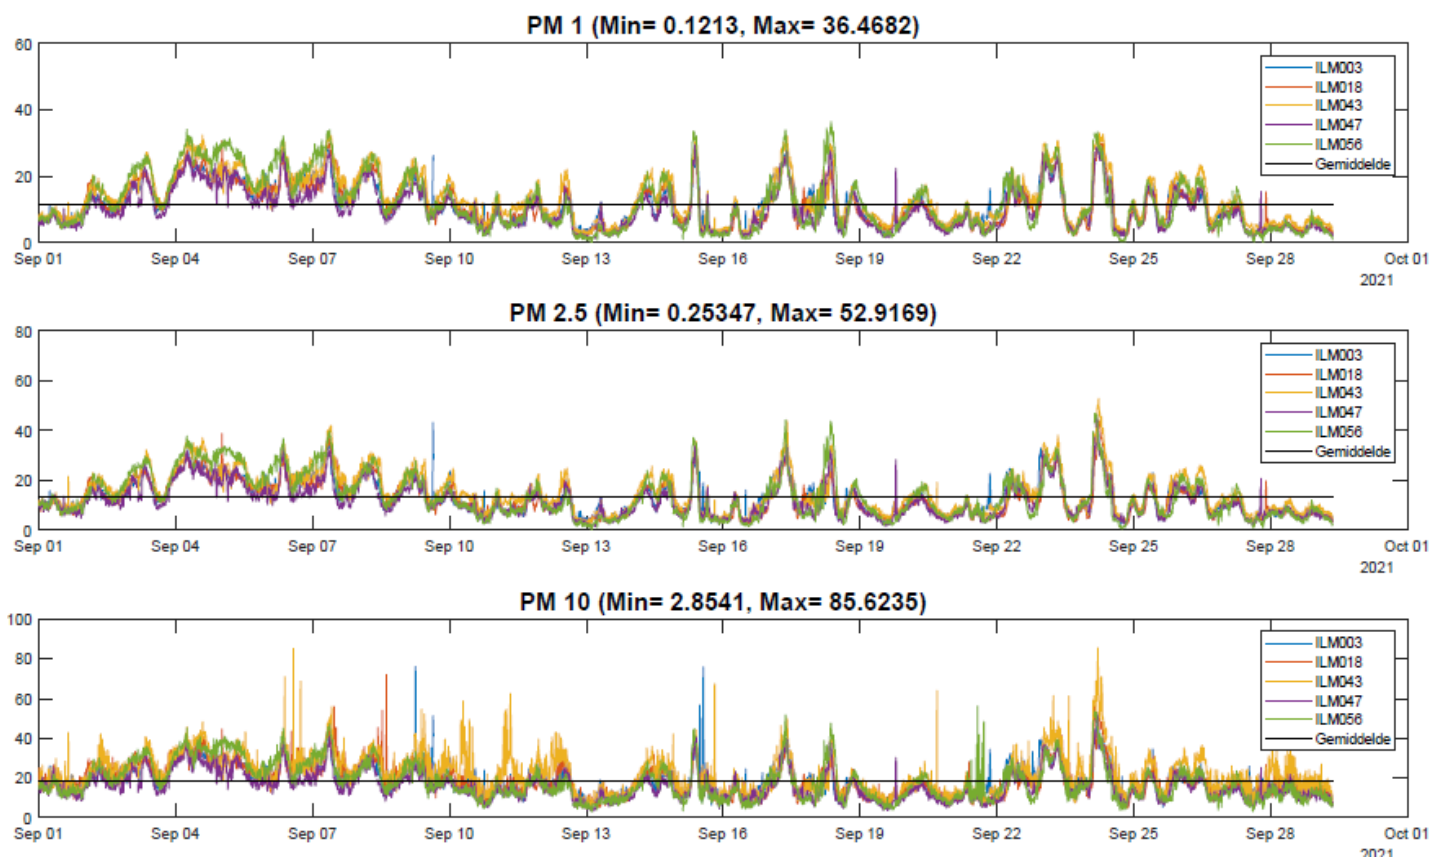 PM 1 (Min= 0.1213, Max= 36.4682)
60
40
20
0
ILM003
ILM018
ILM043
ILM047
ILM056
Gemiddelde
Sep 01 Sep 04 Sep 07 Sep 10 Sep 13 Sep 16 Sep 19 Sep 22 Sep 25 Sep 28 Oct 01
2021
PM 2.5 (Min= 0.25347, Max= 52.9169)
80
60
40
20
0
ILM003
ILM018
ILM043
ILM047
ILM056
Gemiddelde
Sep 01 Sep 04 Sep 07 Sep 10 Sep 13 Sep 16 Sep 19 Sep 22 Sep 25 Sep 28 Oct 01
2021
PM 10 (Min= 2.8541, Max= 85.6235)
100
80
60
40
20
0
ILM003
ILM018
ILM043
ILM047
ILM056
Gemiddelde
Sep 01 Sep 04 Sep 07 Sep 10 Sep 13 Sep 16 Sep 19 Sep 22 Sep 25 Sep 28 Oct 01
2021